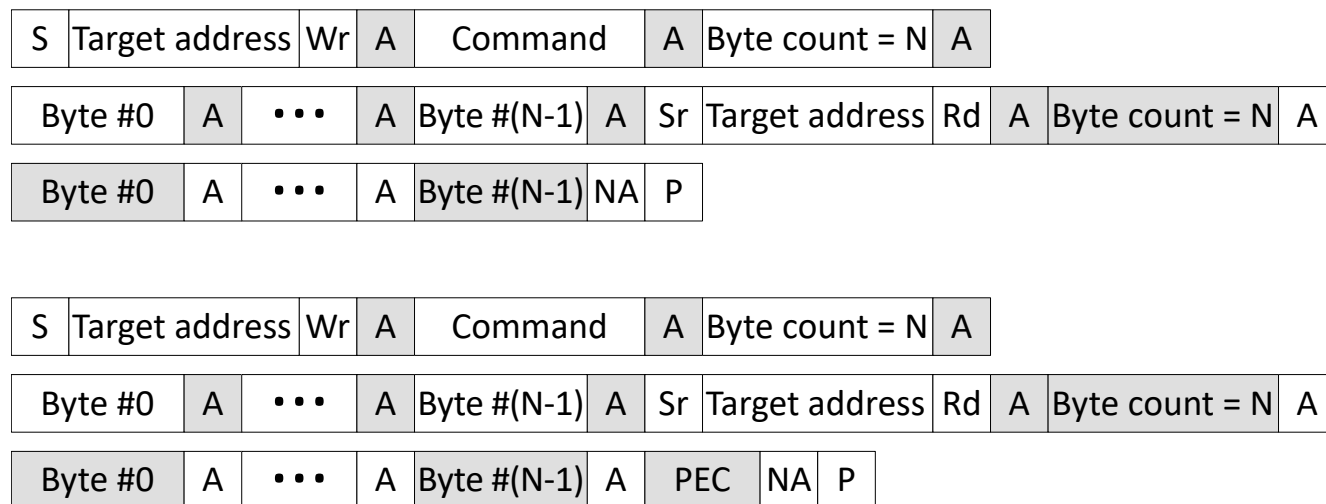 S Target address Wr A Command A Byte count = N A
Byte #0 A ••• A Byte #(N-1) A Sr Target address Rd A Byte count = N A
Byte #0 A ••• A Byte #(N-1) NA P
S Target address Wr A Command A Byte count = N A
Byte #0 A ••• A Byte #(N-1) A Sr Target address Rd A Byte count = N A
Byte #0 A ••• A Byte #(N-1) A PEC NA P